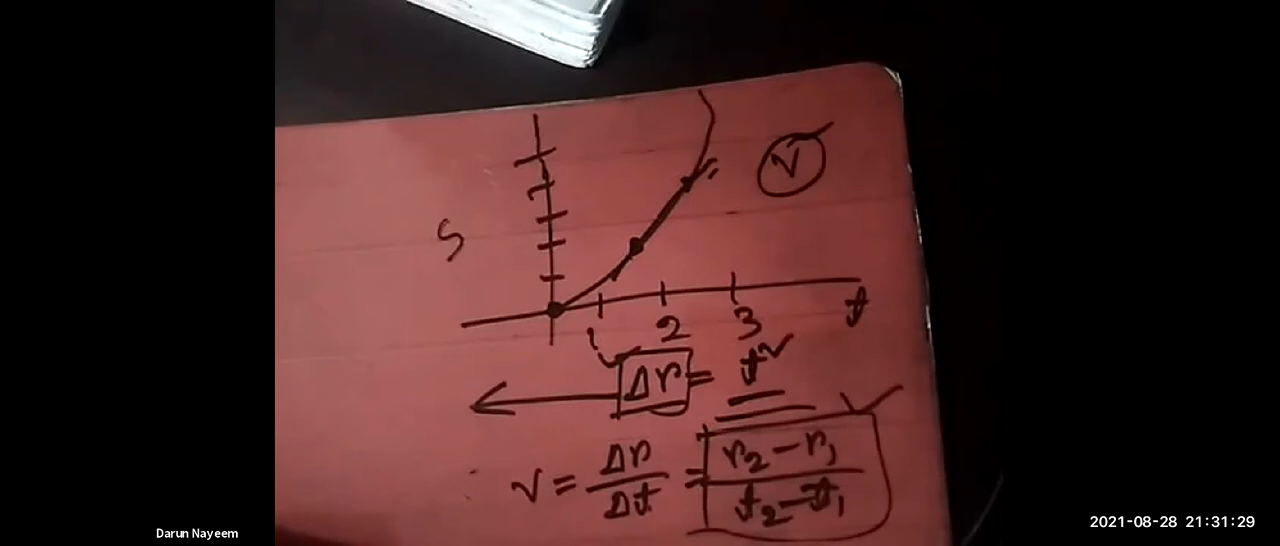 S
V
1 2 3 t
Δr = t²
v = Δr/Δt = r₂ - r₁/t₂ - t₁
Darun Nayeem
2021-08-28 21:31:29